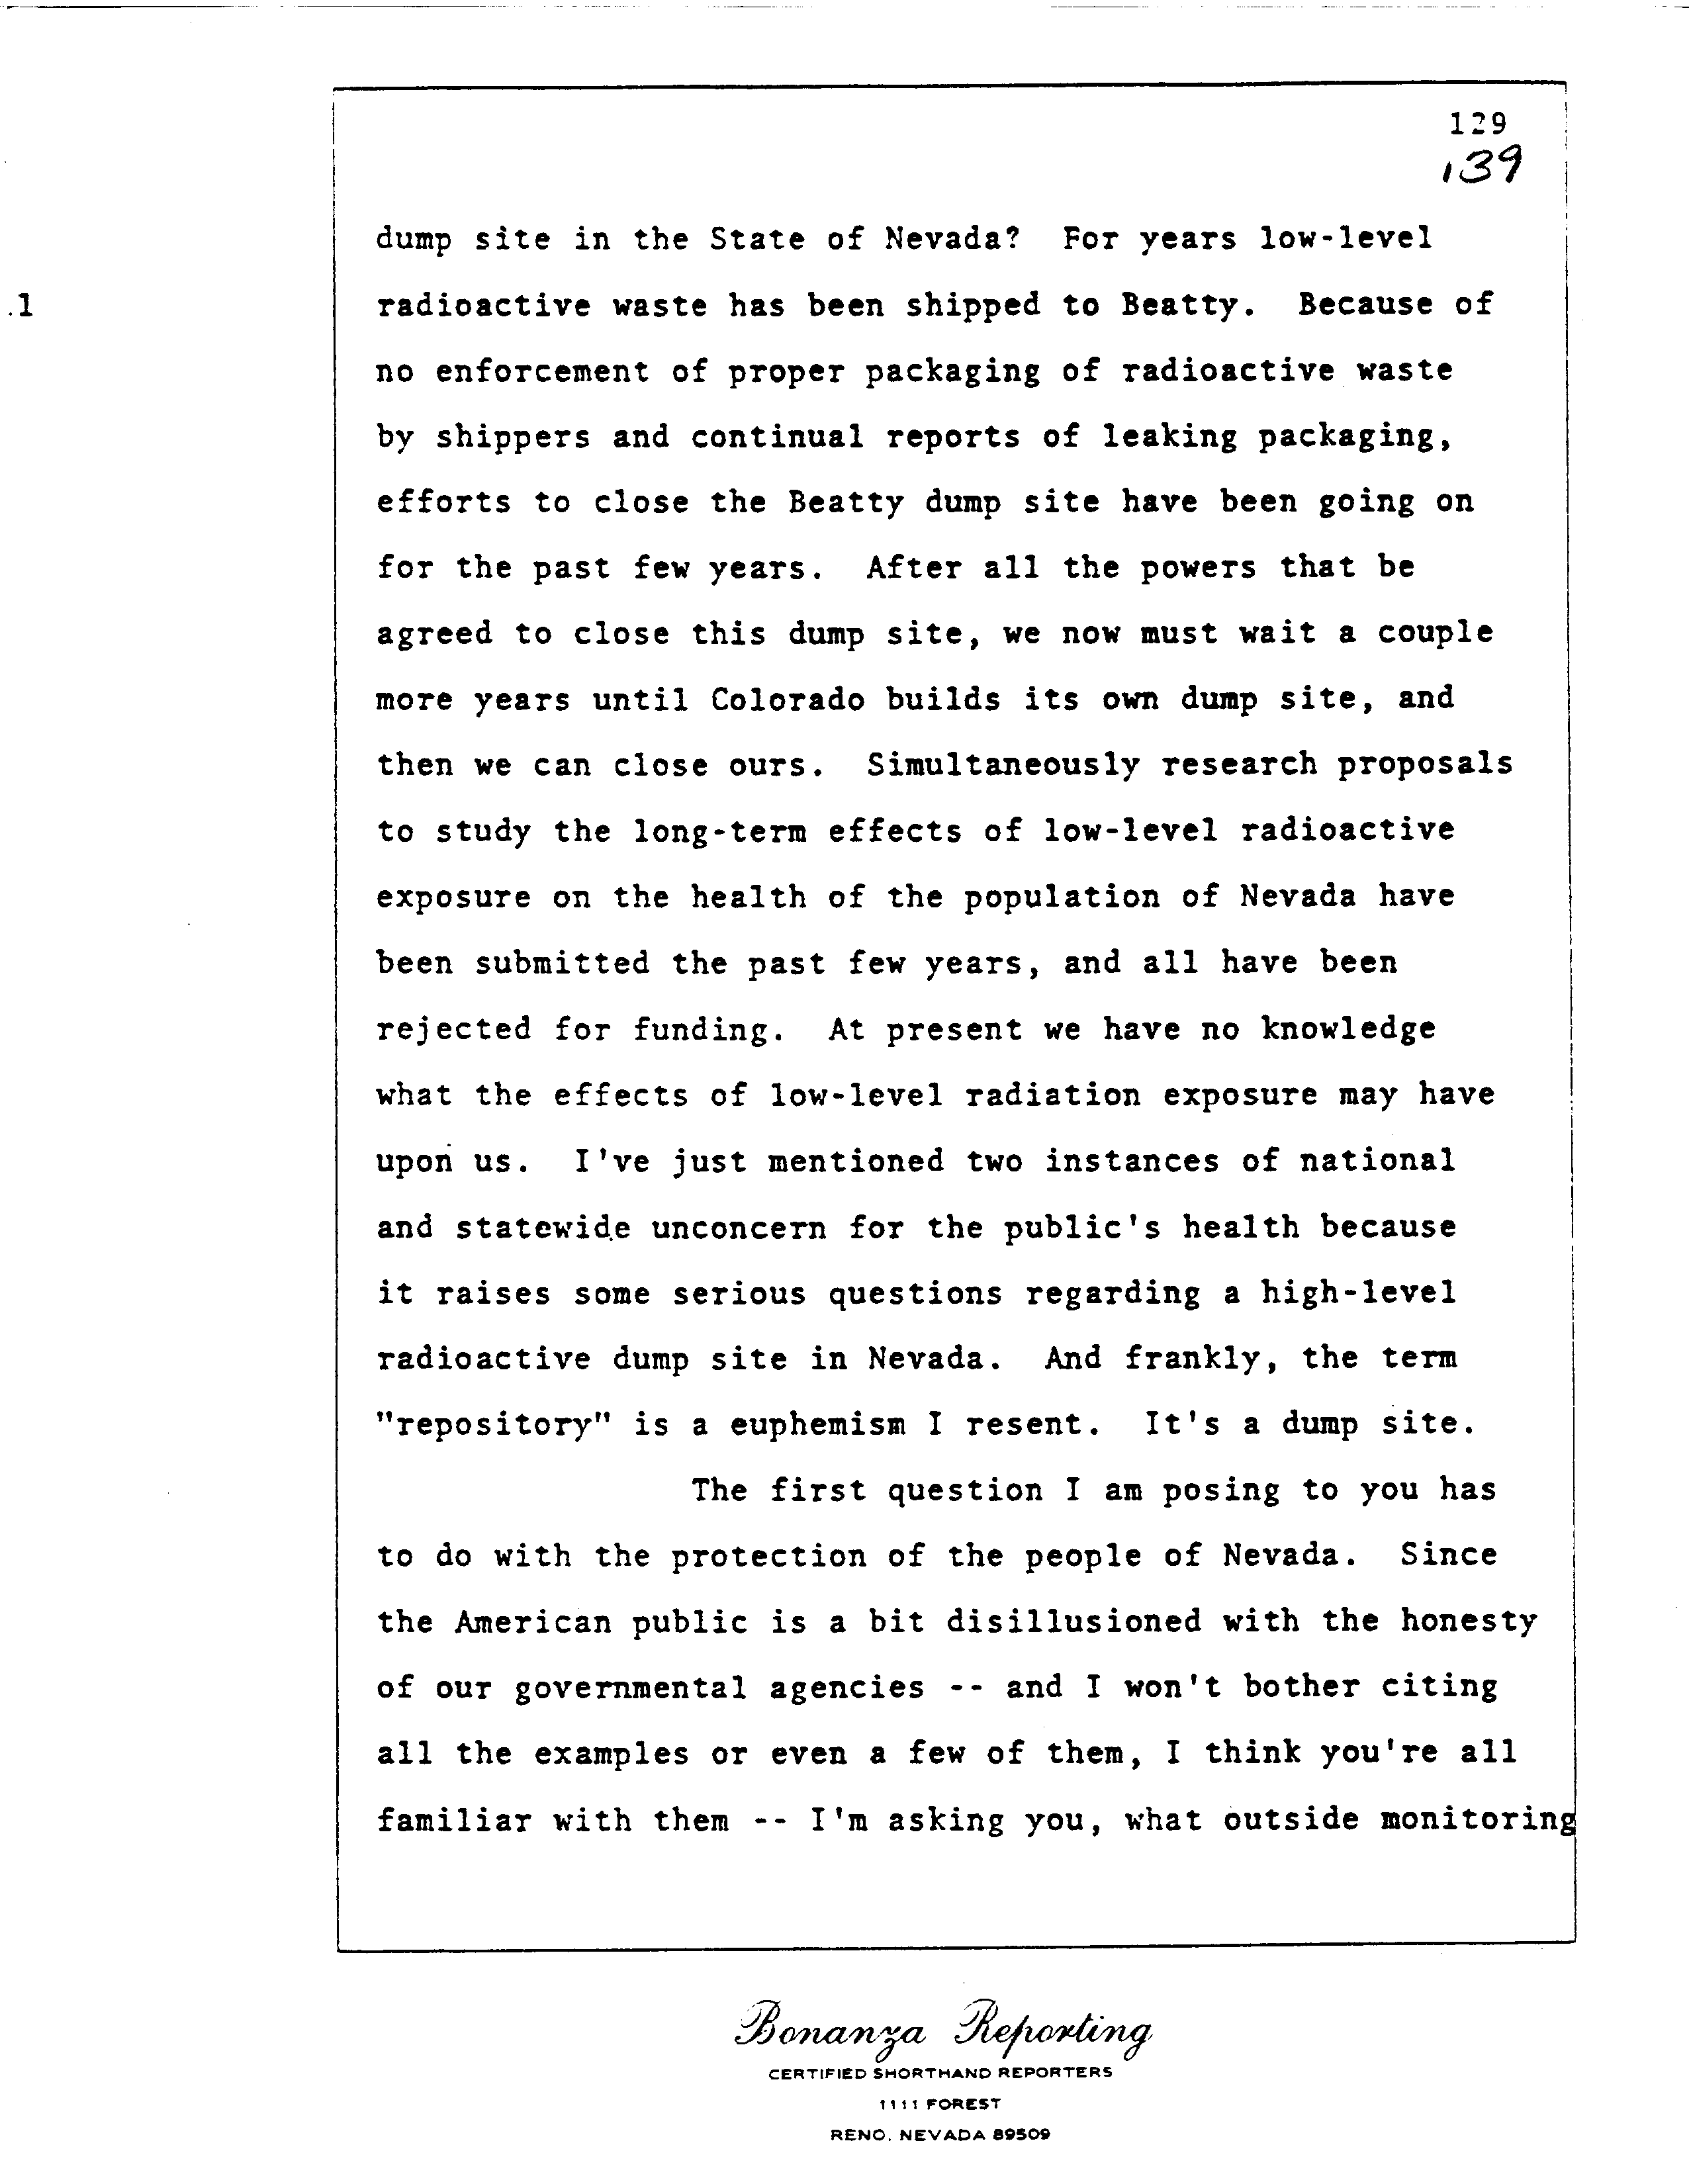 129
139
dump site in the State of Nevada? For years low-level
.1
radioactive waste has been shipped to Beatty. Because of
no enforcement of proper packaging of radioactive waste
by shippers and continual reports of leaking packaging,
efforts to close the Beatty dump site have been going on
for the past few years. After all the powers that be
agreed to close this dump site, we now must wait a couple
more years until Colorado builds its own dump site, and
then we can close ours. Simultaneously research proposals
to study the long-term effects of low-level radioactive
exposure on the health of the population of Nevada have
been submitted the past few years, and all have been
rejected for funding. At present we have no knowledge
what the effects of low-level radiation exposure may have
upon us. I've just mentioned two instances of national
and statewide unconcern for the public's health because
it raises some serious questions regarding a high-level
radioactive dump site in Nevada. And frankly, the term
"repository" is a euphemism I resent. It's a dump site.
The first question I am posing to you has
to do with the protection of the people of Nevada. Since
the American public is a bit disillusioned with the honesty
of our governmental agencies -- and I won't bother citing
all the examples or even a few of them, I think you're all
familiar with them -- I'm asking you, what outside monitoring
Bonanza Reporting
CERTIFIED SHORTHAND REPORTERS
1111 FOREST
RENO, NEVADA 89509